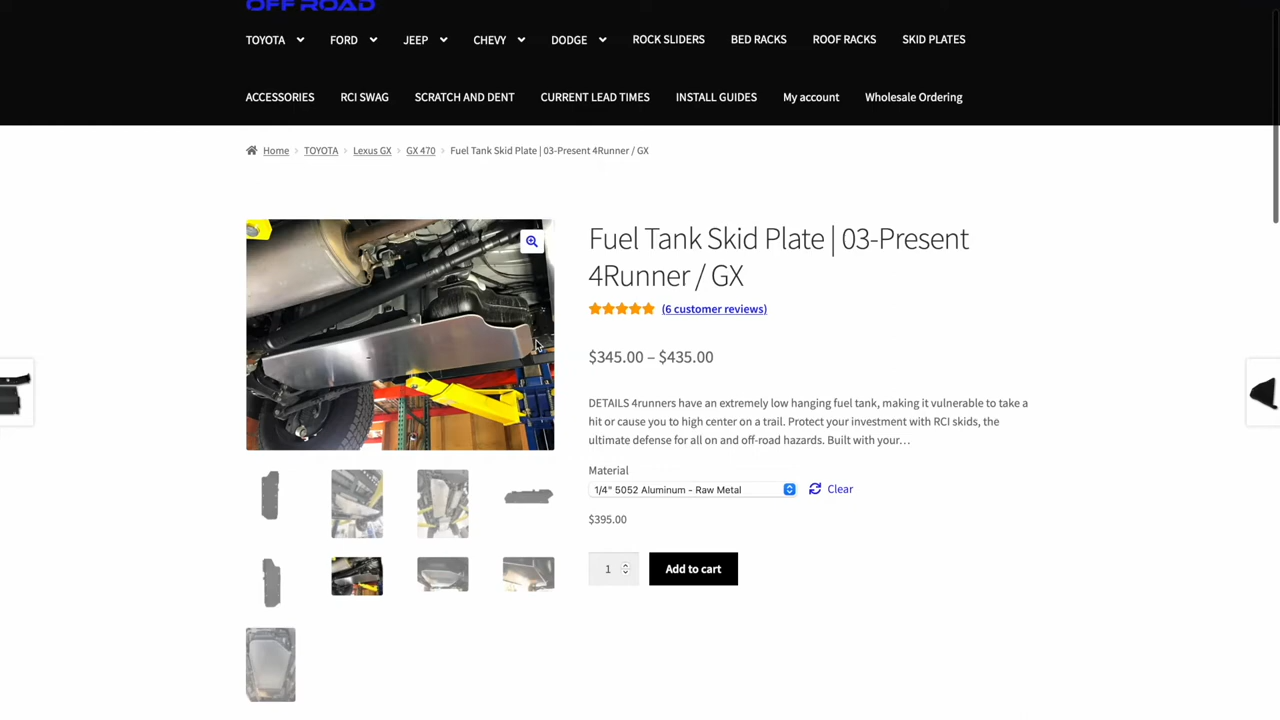 OFF ROAD
TOYOTA FORD JEEP CHEVY DODGE ROCK SLIDERS BED RACKS ROOF RACKS SKID PLATES
ACCESSORIES RCI SWAG SCRATCH AND DENT CURRENT LEAD TIMES INSTALL GUIDES My account Wholesale Ordering
Home > TOYOTA > Lexus GX > GX 470 > Fuel Tank Skid Plate | 03-Present 4Runner / GX
Fuel Tank Skid Plate | 03-Present
4Runner / GX
(6 customer reviews)
$345.00 – $435.00
DETAILS 4runners have an extremely low hanging fuel tank, making it vulnerable to take a
hit or cause you to high center on a trail. Protect your investment with RCI skids, the
ultimate defense for all on and off-road hazards. Built with your…
Material
1/4" 5052 Aluminum - Raw Metal Clear
$395.00
1 Add to cart